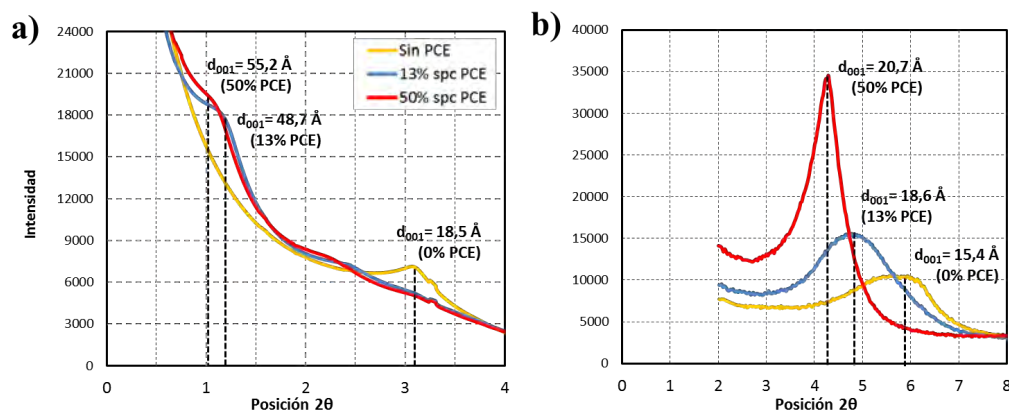 a)
Intensidad
24000
21000
18000
15000
12000
9000
6000
3000
0
0 1 2 3 4
Posición 2θ
d001= 55,2 Å
(50% PCE)
d001= 48,7 Å
(13% PCE)
d001= 18,5 Å
(0% PCE)
Sin PCE
13% spc PCE
50% spc PCE
b)
40000
35000
30000
25000
20000
15000
10000
5000
0
0 1 2 3 4 5 6 7 8
Posición 2θ
d001= 20,7 Å
(50% PCE)
d001= 18,6 Å
(13% PCE)
d001= 15,4 Å
(0% PCE)